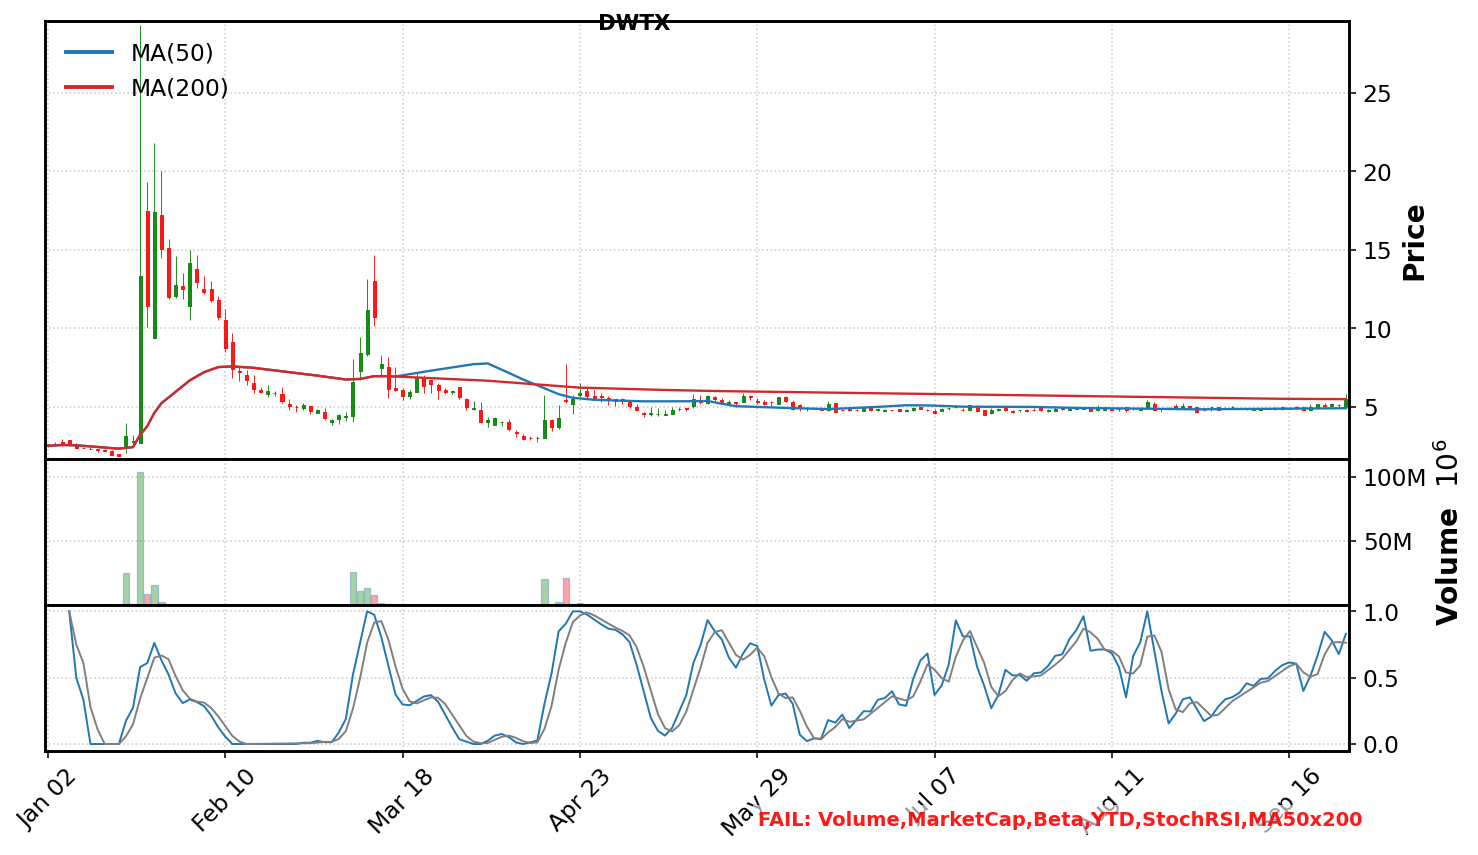 DWTX
MA(50)
MA(200)
25
20
15
10
5
Price
100M
50M
Volume 10^6
1.0
0.5
0.0
Jan 02
Feb 10
Mar 18
Apr 23
May 29
Jul 07
Aug 11
Sep 16
FAIL: Volume,MarketCap,Beta,YTD,StochRSI,MA50x200